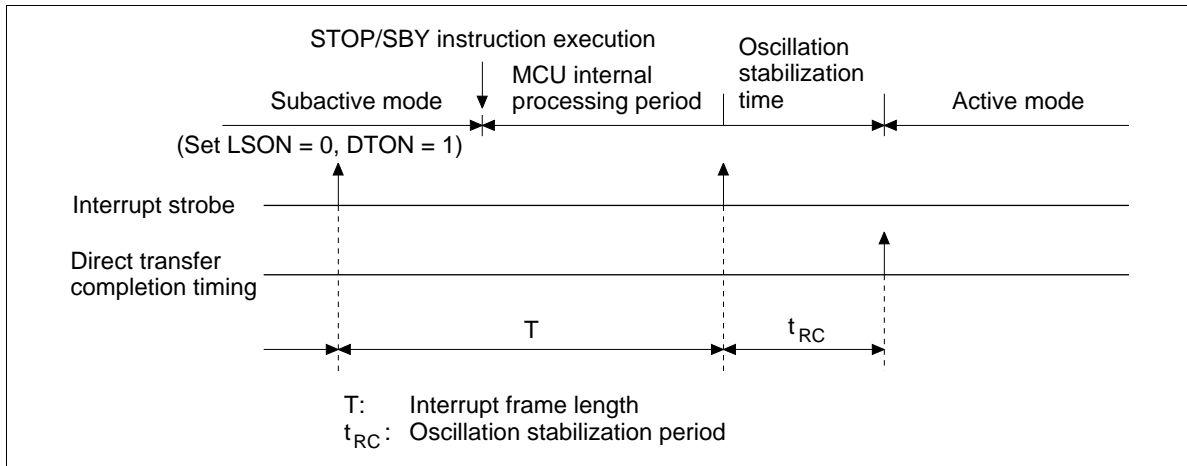 STOP/SBY instruction execution
Oscillation
stabilization
time
MCU internal
processing period
Subactive mode
Active mode
(Set LSON = 0, DTON = 1)
Interrupt strobe
Direct transfer
completion timing
T
tRC
T: Interrupt frame length
tRC: Oscillation stabilization period